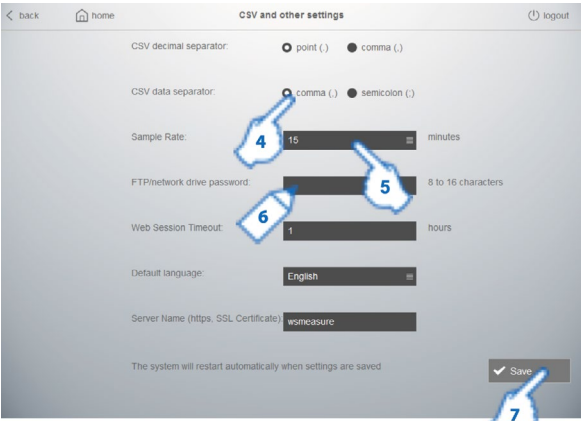 back home CSV and other settings logout
CSV decimal separator: point (.) comma (,)
CSV data separator: comma (,) semicolon (;)
4
Sample Rate: 15 minutes
5
FTP/network drive password: 8 to 16 characters
6
Web Session Timeout: 1 hours
Default language: English
Server Name (https, SSL Certificate): wsmeasure
The system will restart automatically when settings are saved Save
7